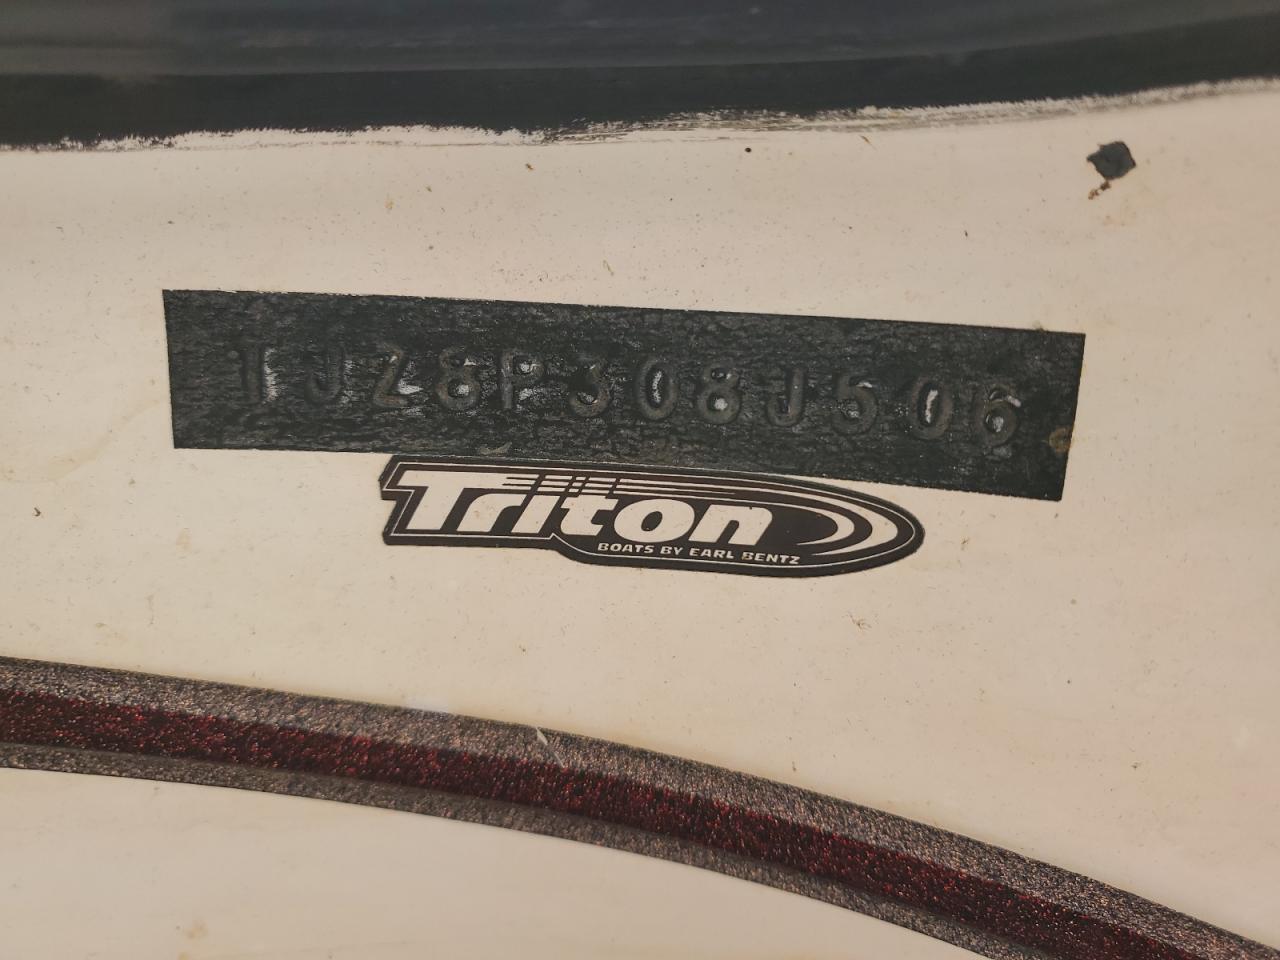 TJZ8P308J506
Triton
BOATS BY EARL BENTZ